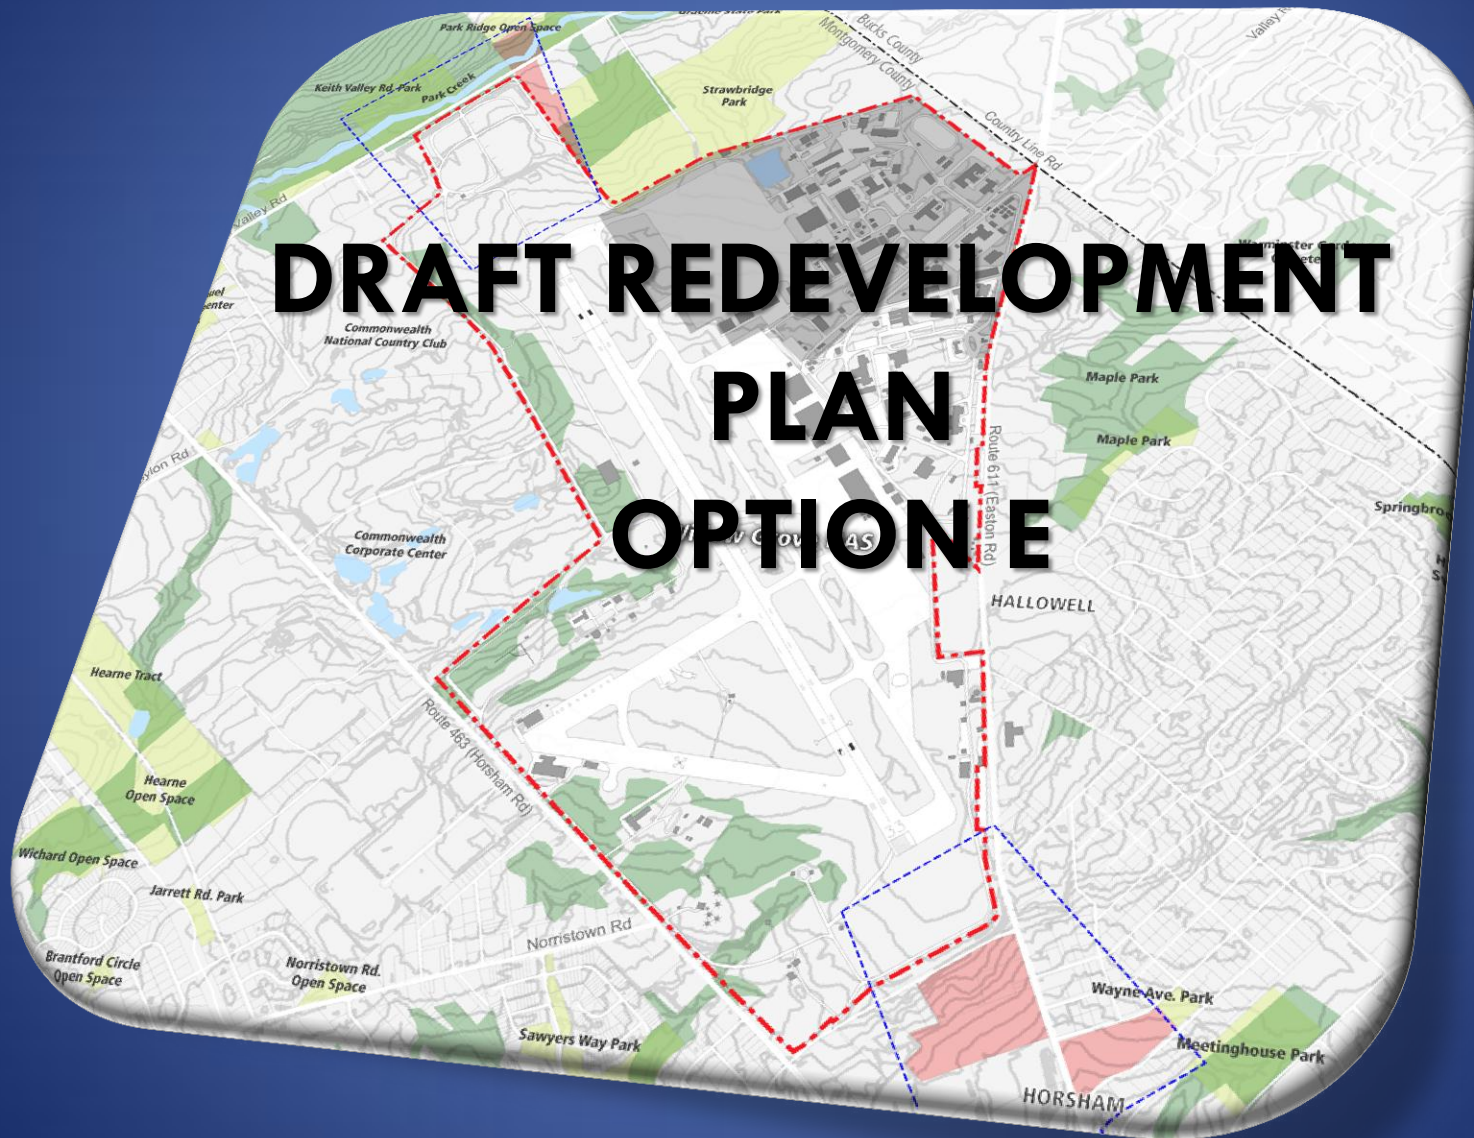 Park Ridge Open Space
Bucks County
Montgomery County
Keith Valley Rd. Park
Park Creek
Strawbridge
Park
Country Line Rd
Valley Rd
DRAFT REDEVELOPMENT
PLAN
OPTION E
Commonwealth
National Country Club
Maple Park
Maple Park
Route 611 (Easton Rd)
Commonwealth
Corporate Center
HALLOWELL
Hearne Tract
Route 463 (Horsham Rd)
Hearne
Open Space
33
Wichard Open Space
Jarrett Rd. Park
Norristown Rd
Brantford Circle
Open Space
Norristown Rd.
Open Space
Wayne Ave. Park
Sawyers Way Park
Meetinghouse Park
HORSHAM